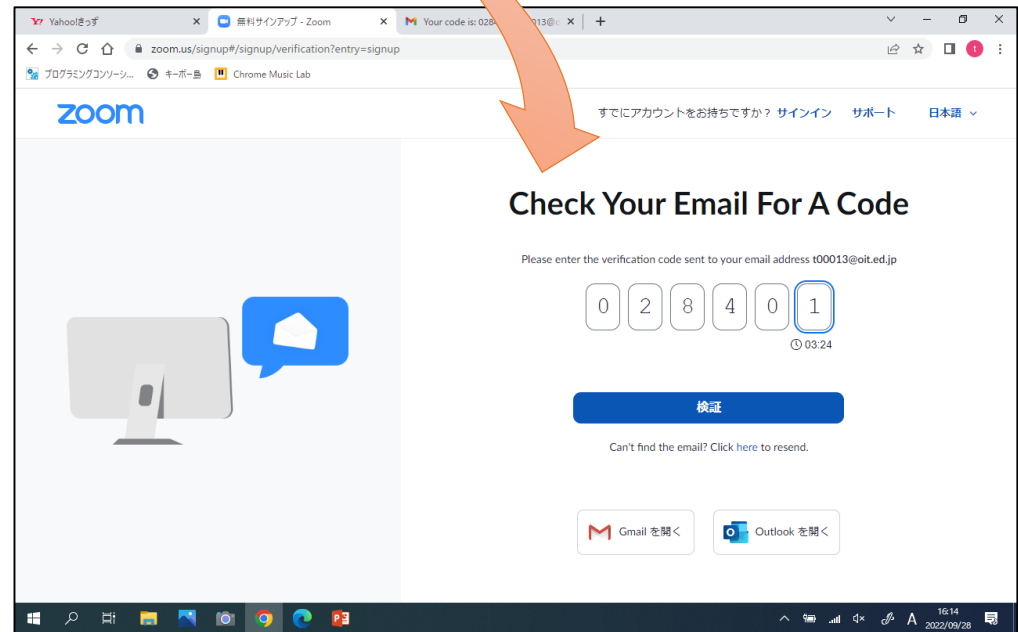 Yahoo!きっず
無料サインアップ - Zoom
Your code is: 0284 013@
zoom.us/signup#/signup/verification?entry=signup
t
プログラミングコンソーシ...
キーボー島
Chrome Music Lab
zoom
すでにアカウントをお持ちですか？ サインイン サポート 日本語
Check Your Email For A Code
Please enter the verification code sent to your email address t00013@oit.ed.jp
0 2 8 4 0 1
03:24
検証
Can't find the email? Click here to resend.
Gmail を開く
Outlook を開く
A
16:14
2022/09/28